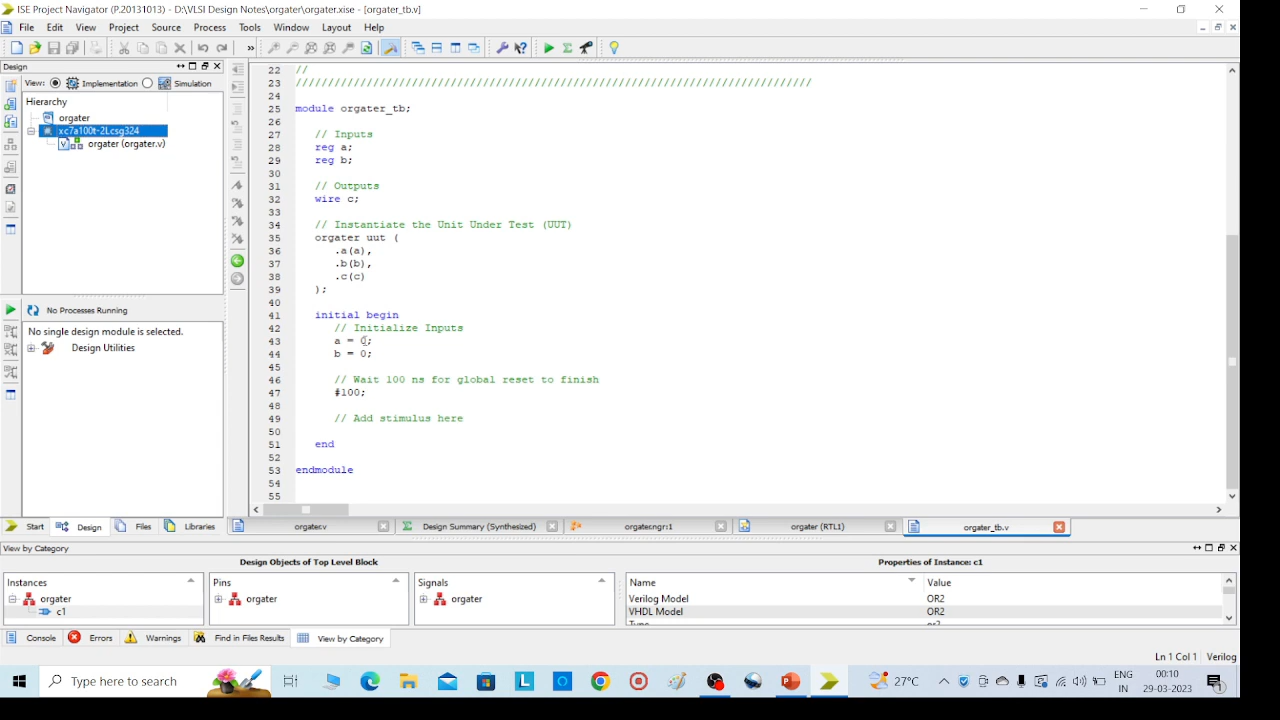 ISE Project Navigator (P.20131013) - D:\VLSI Design Notes\orgater\orgater.xise - [orgater_tb.v]
File Edit View Project Source Process Tools Window Layout Help
Design
View: Implementation Simulation
Hierarchy
orgater
xc7a100t-2Lcsg324
orgater (orgater.v)
No Processes Running
No single design module is selected.
Design Utilities
Start Design Files Libraries
22 //
23 ////////////////////////////////////////////////////////////////////////////////
24
25 module orgater_tb;
26
27 // Inputs
28 reg a;
29 reg b;
30
31 // Outputs
32 wire c;
33
34 // Instantiate the Unit Under Test (UUT)
35 orgater uut (
36 .a(a),
37 .b(b),
38 .c(c)
39 );
40
41 initial begin
42 // Initialize Inputs
43 a = 0;
44 b = 0;
45
46 // Wait 100 ns for global reset to finish
47 #100;
48
49 // Add stimulus here
50
51 end
52
53 endmodule
54
55
orgater.v Design Summary (Synthesized) orgater.ngr:1 orgater (RTL1) orgater_tb.v
View by Category
Design Objects of Top Level Block Properties of Instance: c1
Instances Pins Signals Name Value
orgater orgater orgater Verilog Model OR2
c1 VHDL Model OR2
Type or2
Console Errors Warnings Find in Files Results View by Category
Ln 1 Col 1 Verilog
Type here to search 27°C ENG 00:10
IN 29-03-2023